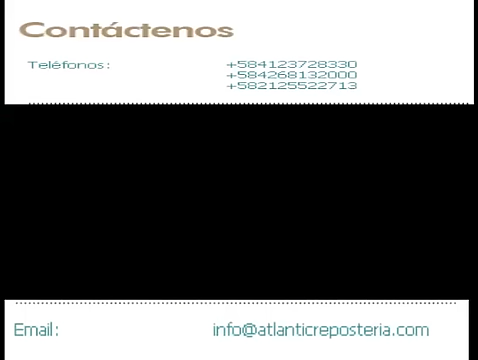 Contáctenos
Teléfonos: +584123728330
+584268132000
+582125522713
Email: info@atlanticreposteria.com